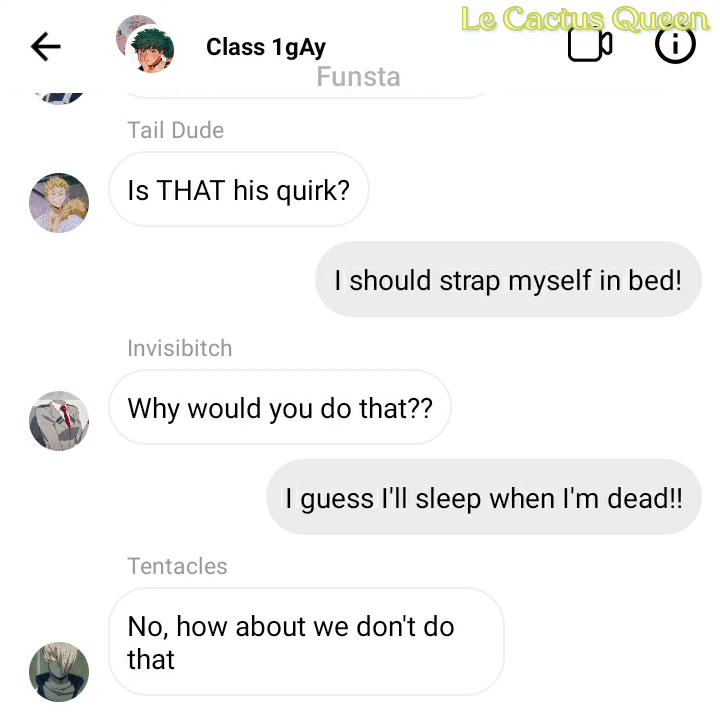 Le Cactus Queen
Class 1gAy
Funsta
Tail Dude
Is THAT his quirk?
I should strap myself in bed!
Invisibitch
Why would you do that??
I guess I'll sleep when I'm dead!!
Tentacles
No, how about we don't do
that